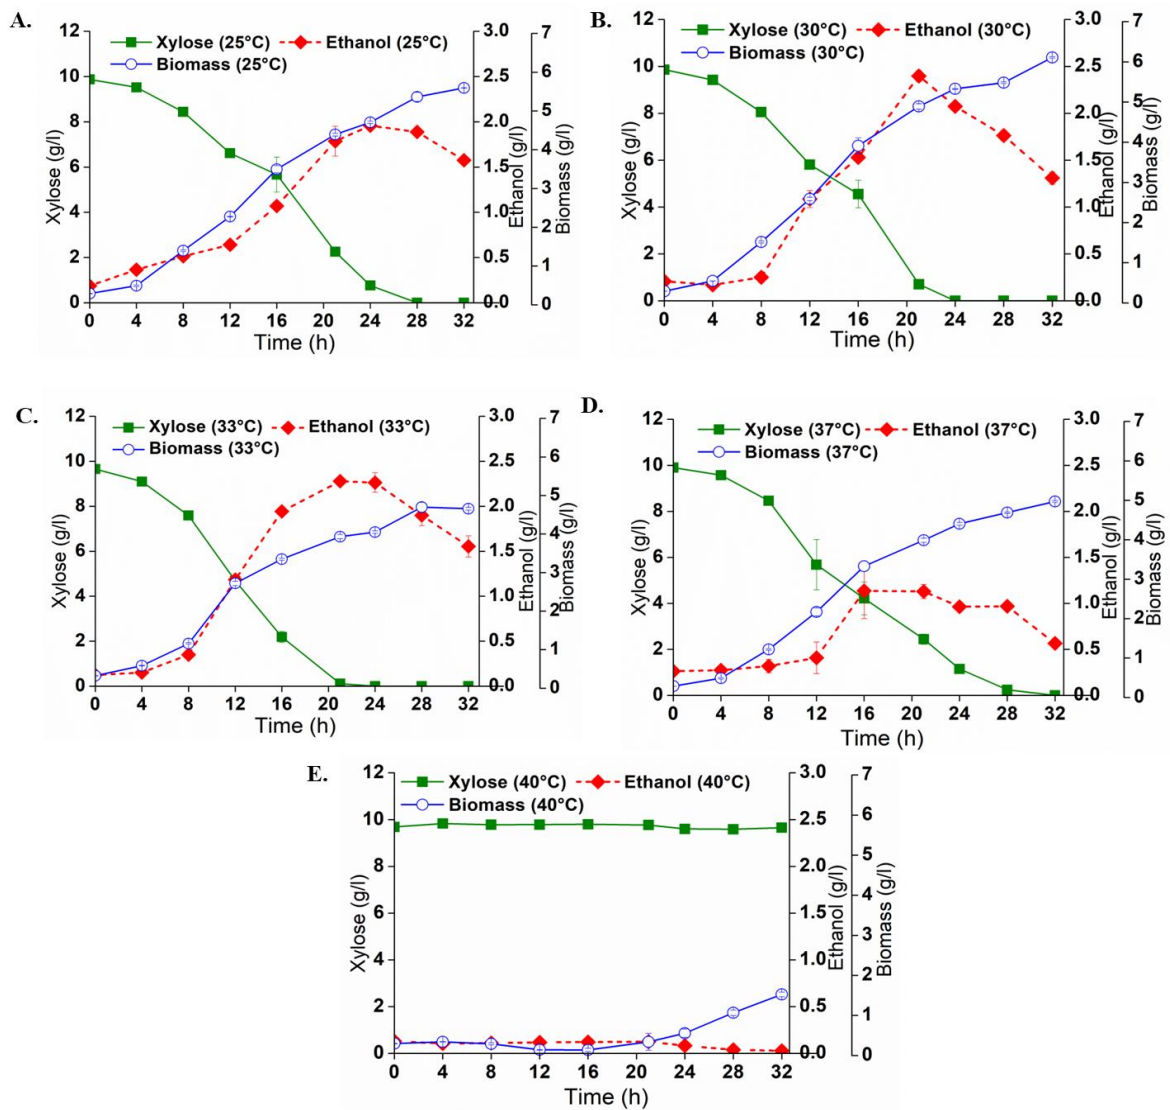 A.
Xylose (25°C) Ethanol (25°C)
Biomass (25°C)
12
10
8
6
4
2
0
Xylose (g/l)
0 4 8 12 16 20 24 28 32
Time (h)
3.0
2.5
2.0
1.5
1.0
0.5
0.0
Ethanol (g/l)
7
6
5
4
3
2
1
0
Biomass (g/l)
B.
Xylose (30°C) Ethanol (30°C)
Biomass (30°C)
12
10
8
6
4
2
0
Xylose (g/l)
0 4 8 12 16 20 24 28 32
Time (h)
3.0
2.5
2.0
1.5
1.0
0.5
0.0
Ethanol (g/l)
7
6
5
4
3
2
1
0
Biomass (g/l)
C.
Xylose (33°C) Ethanol (33°C)
Biomass (33°C)
12
10
8
6
4
2
0
Xylose (g/l)
0 4 8 12 16 20 24 28 32
Time (h)
3.0
2.5
2.0
1.5
1.0
0.5
0.0
Ethanol (g/l)
7
6
5
4
3
2
1
0
Biomass (g/l)
D.
Xylose (37°C) Ethanol (37°C)
Biomass (37°C)
12
10
8
6
4
2
0
Xylose (g/l)
0 4 8 12 16 20 24 28 32
Time (h)
3.0
2.5
2.0
1.5
1.0
0.5
0.0
Ethanol (g/l)
7
6
5
4
3
2
1
0
Biomass (g/l)
E.
Xylose (40°C) Ethanol (40°C)
Biomass (40°C)
12
10
8
6
4
2
0
Xylose (g/l)
0 4 8 12 16 20 24 28 32
Time (h)
3.0
2.5
2.0
1.5
1.0
0.5
0.0
Ethanol (g/l)
7
6
5
4
3
2
1
0
Biomass (g/l)